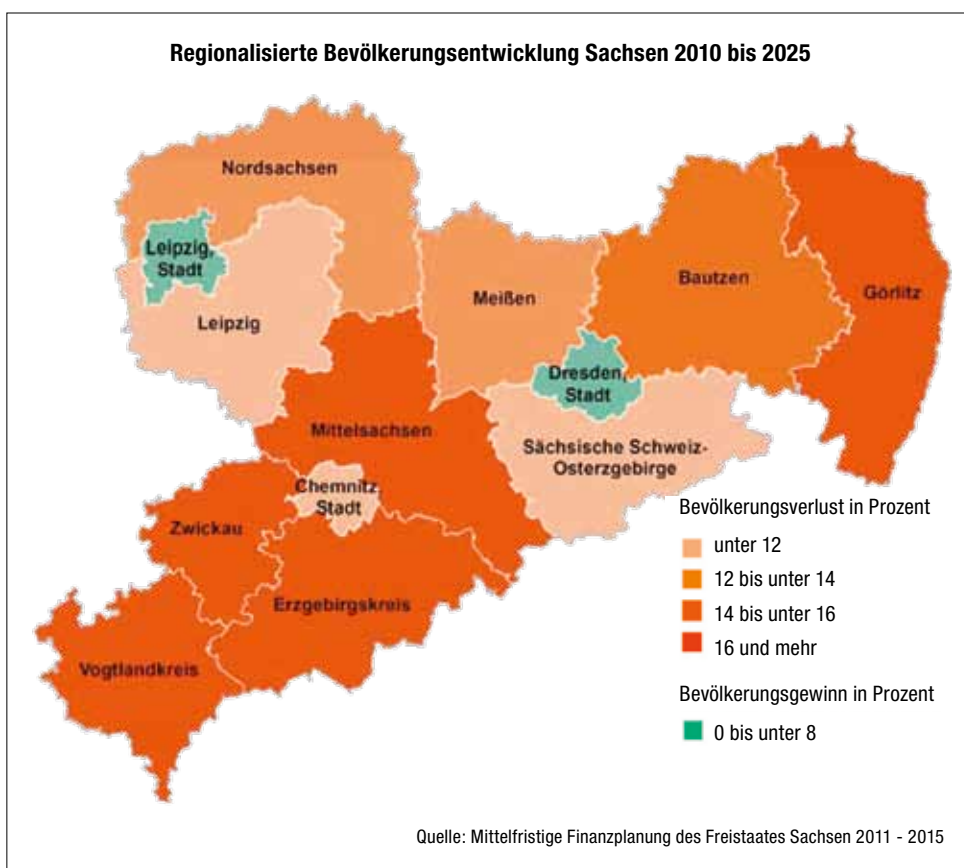 Regionalisierte Bevölkerungsentwicklung Sachsen 2010 bis 2025
Nordsachsen
Leipzig,
Stadt
Leipzig
Meißen
Bautzen
Görlitz
Dresden,
Stadt
Mittelsachsen
Sächsische Schweiz-
Osterzgebirge
Chemnitz,
Stadt
Zwickau
Erzgebirgskreis
Vogtlandkreis
Bevölkerungsverlust in Prozent
unter 12
12 bis unter 14
14 bis unter 16
16 und mehr
Bevölkerungsgewinn in Prozent
0 bis unter 8
Quelle: Mittelfristige Finanzplanung des Freistaates Sachsen 2011 - 2015